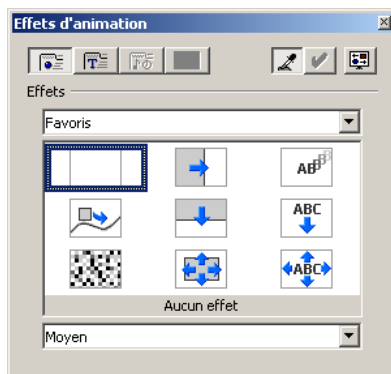 Effets d'animation
Effets
Favoris
AB
ABC
ABC
Aucun effet
Moyen